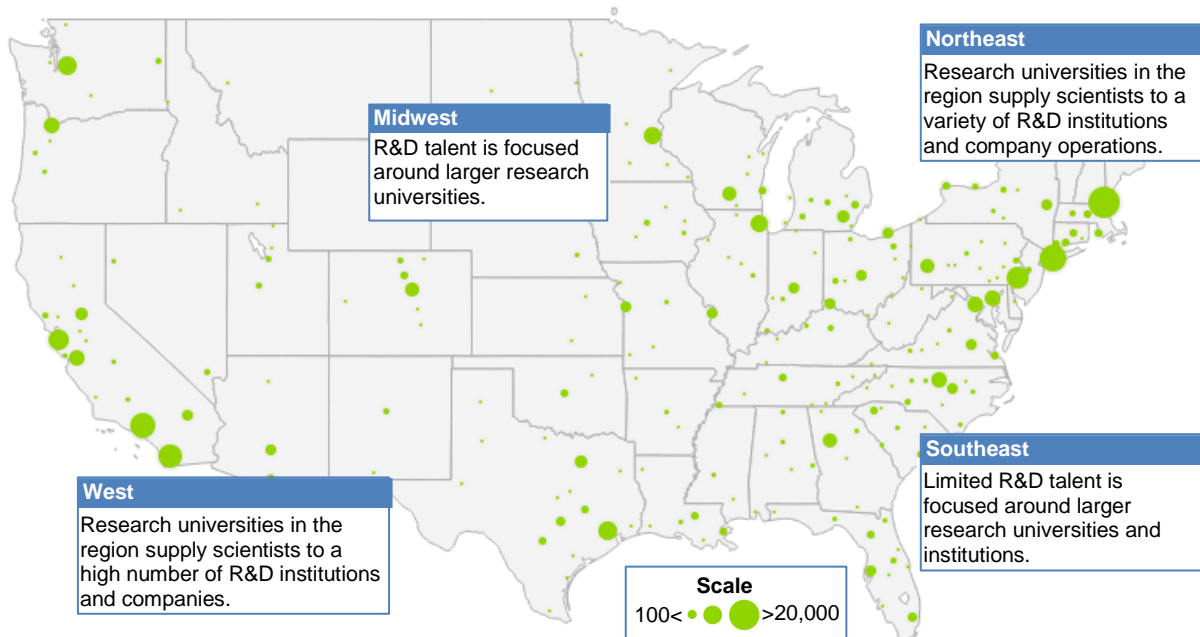 Northeast
Research universities in the
region supply scientists to a
variety of R&D institutions
and company operations.
Midwest
R&D talent is focused
around larger research
universities.
Southeast
Limited R&D talent is
focused around larger
research universities and
institutions.
West
Research universities in the
region supply scientists to a
high number of R&D institutions
and companies.
Scale
100< >20,000